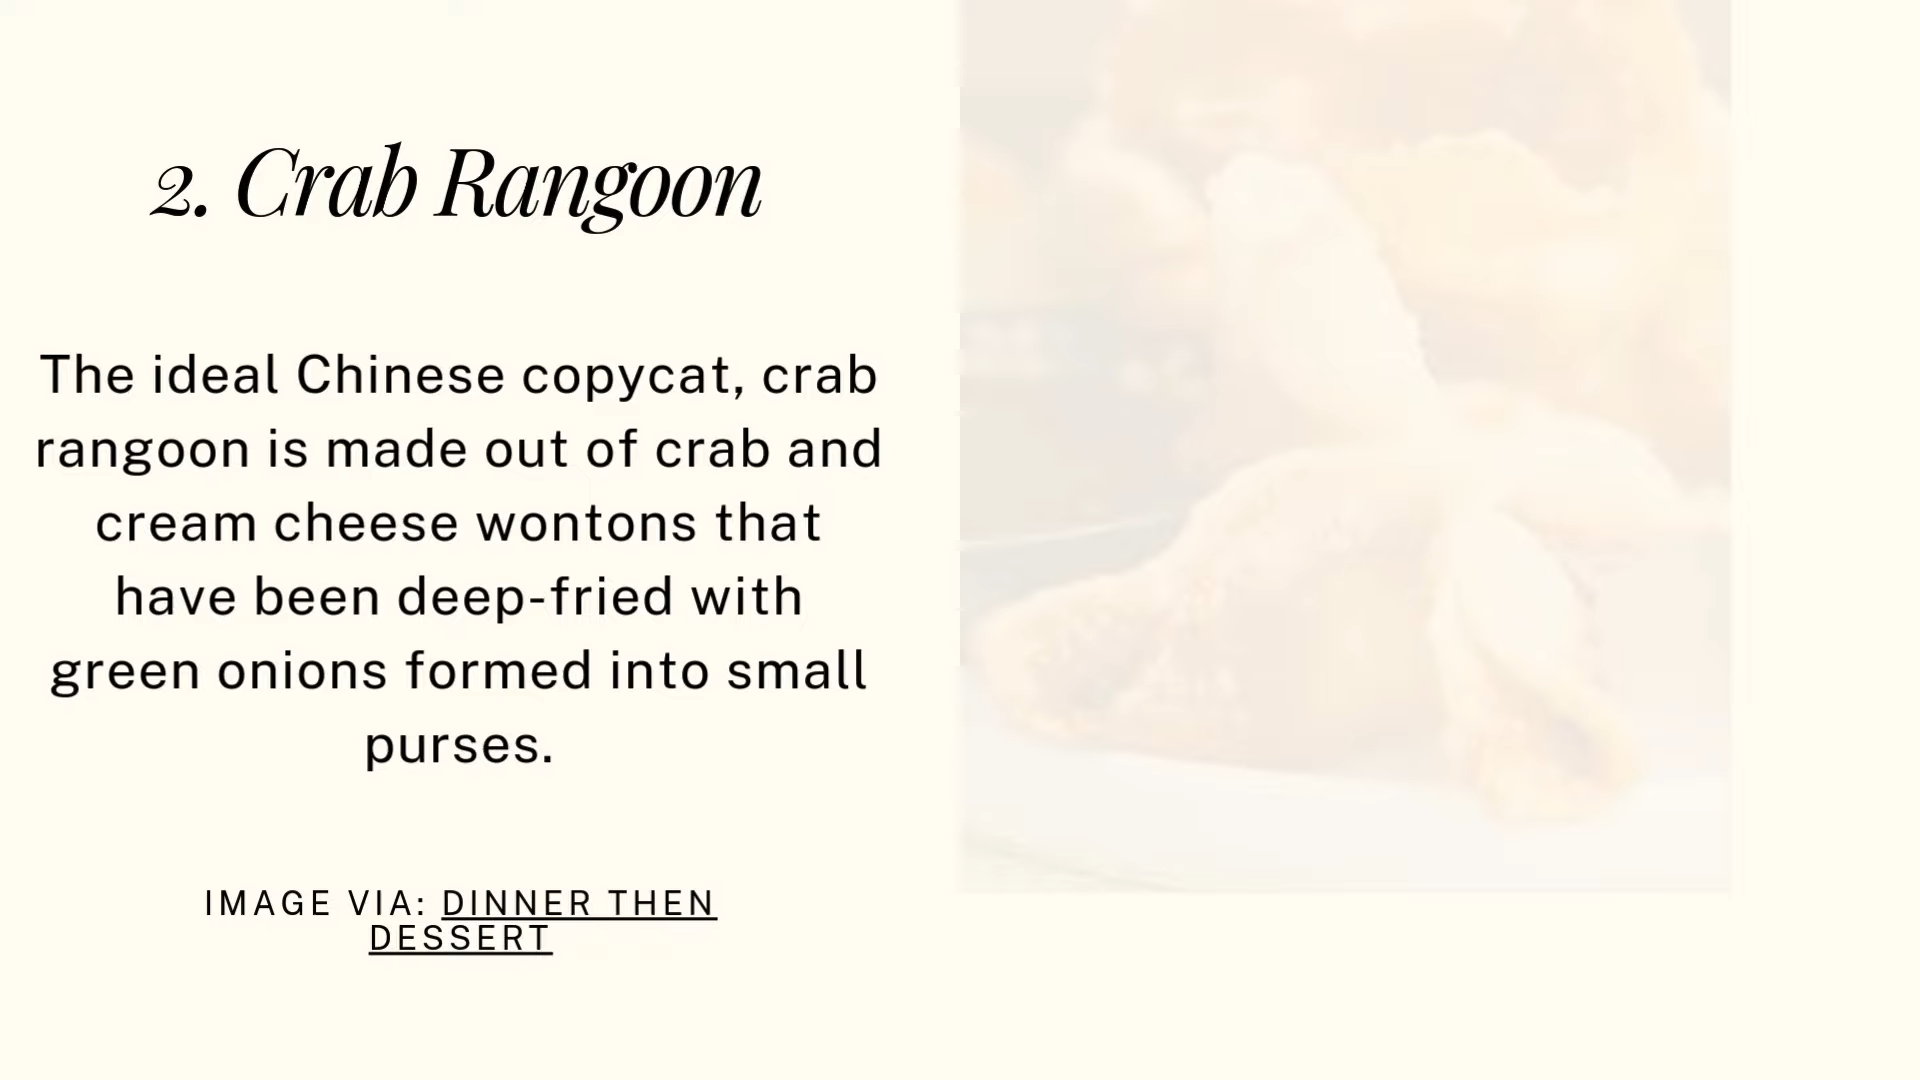 2. Crab Rangoon
The ideal Chinese copycat, crab
rangoon is made out of crab and
cream cheese wontons that
have been deep-fried with
green onions formed into small
purses.
IMAGE VIA: DINNER THEN
DESSERT